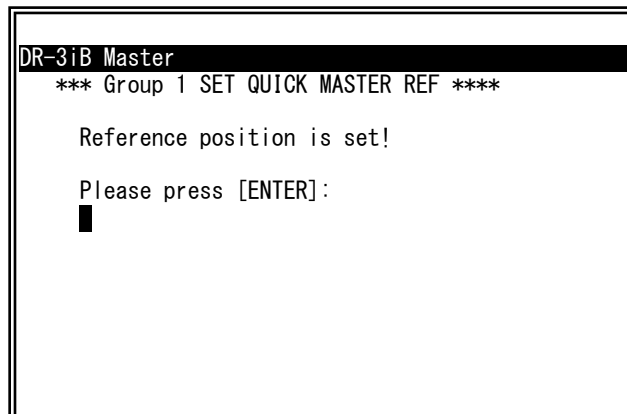 DR-3iB Master
*** Group 1 SET QUICK MASTER REF ****
Reference position is set!
Please press [ENTER]: